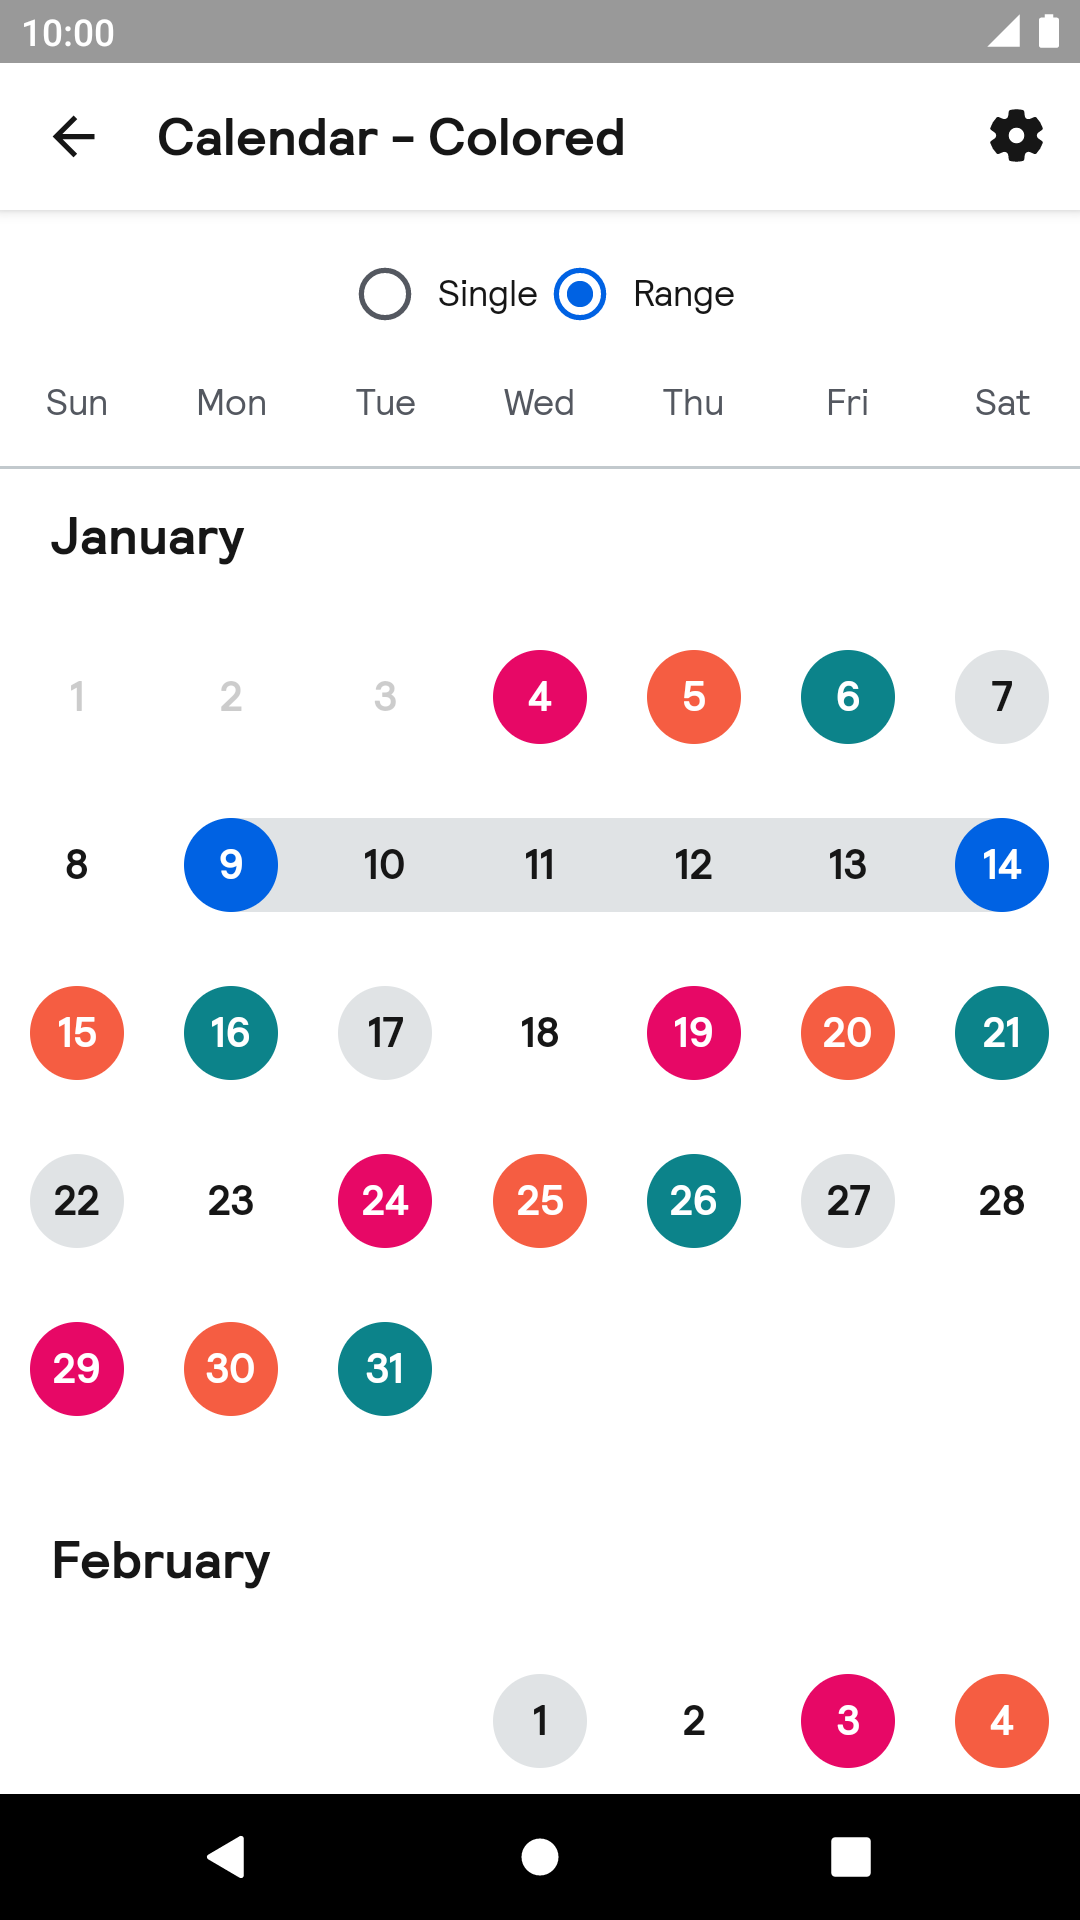 10:00
Calendar - Colored
Single Range
Sun Mon Tue Wed Thu Fri Sat
January
1 2 3 4 5 6 7
8 9 10 11 12 13 14
15 16 17 18 19 20 21
22 23 24 25 26 27 28
29 30 31
February
1 2 3 4